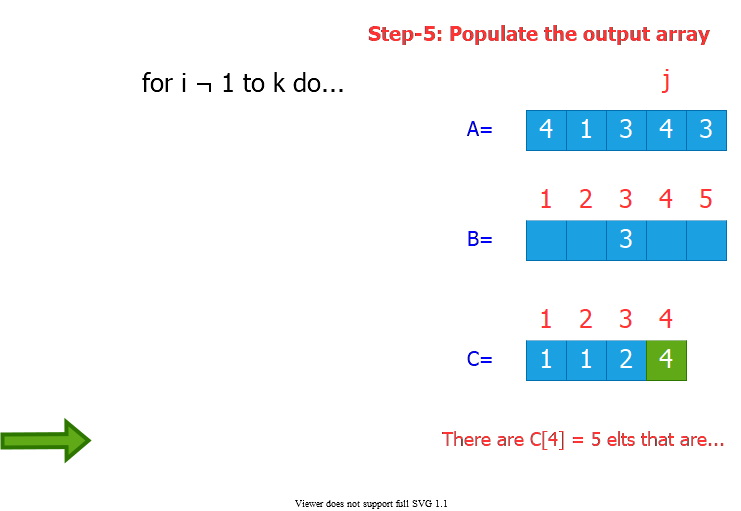 Step-5: Populate the output array
for i ¬ 1 to k do...
j
A= 4 1 3 4 3
1 2 3 4 5
B= 3
1 2 3 4
C= 1 1 2 4
There are C[4] = 5 elts that are...
Viewer does not support full SVG 1.1